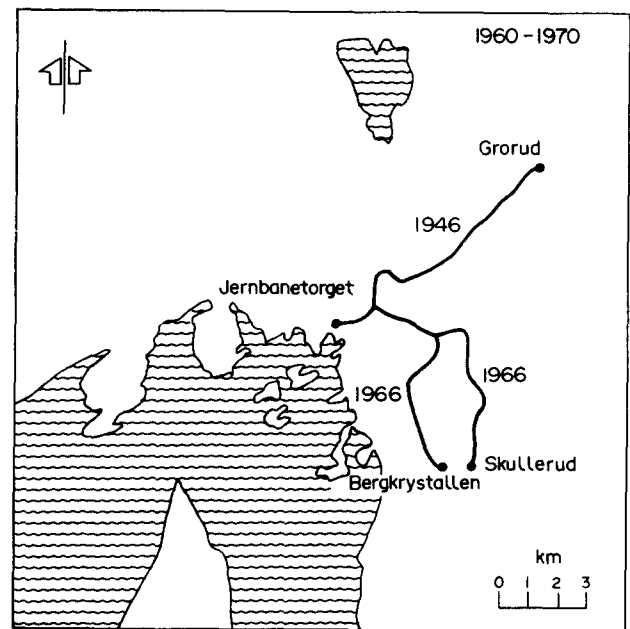 1960-1970
Grorud
1946
Jernbanetorget
1966
1966
Skullerud
Bergkrystallen
km
0 1 2 3